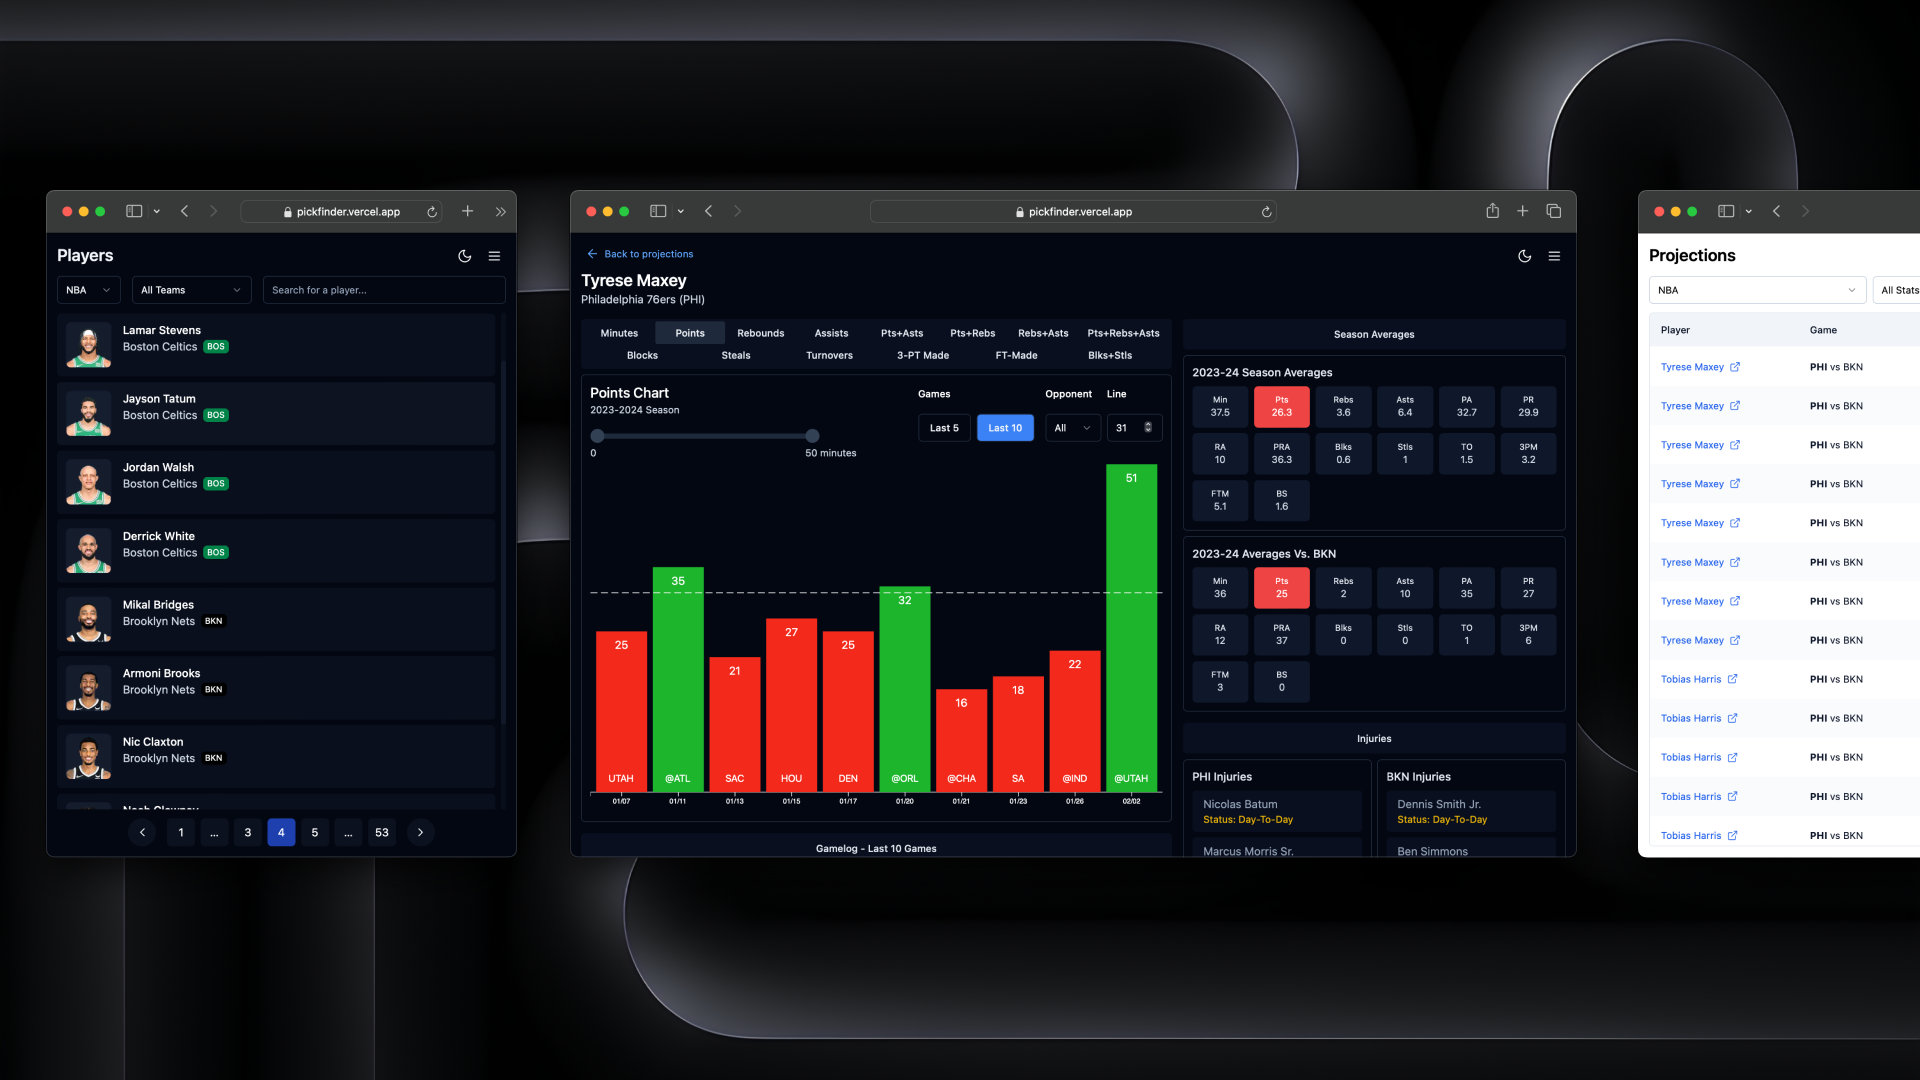 pickfinder.vercel.app
Players
NBA
All Teams
Search for a player...
Lamar Stevens
Boston Celtics BOS
Jayson Tatum
Boston Celtics BOS
Jordan Walsh
Boston Celtics BOS
Derrick White
Boston Celtics BOS
Mikal Bridges
Brooklyn Nets BKN
Armoni Brooks
Brooklyn Nets BKN
Nic Claxton
Brooklyn Nets BKN
1 ... 3 4 5 ... 53
pickfinder.vercel.app
Back to projections
Tyrese Maxey
Philadelphia 76ers (PHI)
Minutes Points Rebounds Assists Pts+Asts Pts+Rebs Rebs+Asts Pts+Rebs+Asts
Blocks Steals Turnovers 3-PT Made FT-Made Blks+Stls
Points Chart
2023-2024 Season
0 50 minutes
Games Opponent Line
Last 5 Last 10 All 31
25 35 21 27 25 32 16 18 22 51
UTAH @ATL SAC HOU DEN @ORL @CHA SA @IND @UTAH
01/07 01/11 01/13 01/15 01/17 01/20 01/21 01/23 01/26 02/02
Gamelog - Last 10 Games
Season Averages
2023-24 Season Averages
Min Pts Rebs Asts PA PR
37.5 26.3 3.6 6.4 32.7 29.9
RA PRA Blks Stls TO 3PM
10 36.3 0.6 1 1.5 3.2
FTM BS
5.1 1.6
2023-24 Averages Vs. BKN
Min Pts Rebs Asts PA PR
36 25 2 10 35 27
RA PRA Blks Stls TO 3PM
12 37 0 0 1 6
FTM BS
3 0
Injuries
PHI Injuries
Nicolas Batum
Status: Day-To-Day
Marcus Morris Sr.
BKN Injuries
Dennis Smith Jr.
Status: Day-To-Day
Ben Simmons
Projections
NBA
All Stats
Player Game
Tyrese Maxey PHI vs BKN
Tyrese Maxey PHI vs BKN
Tyrese Maxey PHI vs BKN
Tyrese Maxey PHI vs BKN
Tyrese Maxey PHI vs BKN
Tyrese Maxey PHI vs BKN
Tyrese Maxey PHI vs BKN
Tyrese Maxey PHI vs BKN
Tobias Harris PHI vs BKN
Tobias Harris PHI vs BKN
Tobias Harris PHI vs BKN
Tobias Harris PHI vs BKN
Tobias Harris PHI vs BKN